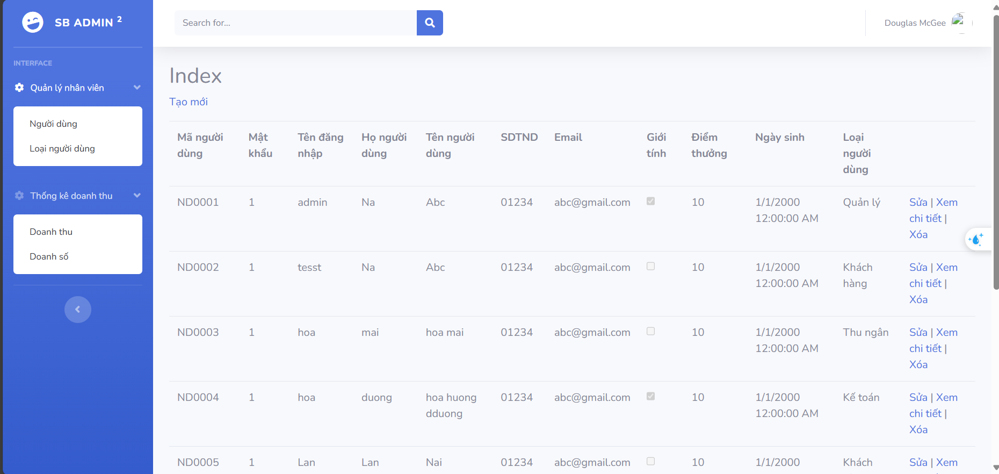 SB ADMIN 2
Search for...
Douglas McGee
INTERFACE
Quản lý nhân viên
Người dùng
Loại người dùng
Thống kê doanh thu
Doanh thu
Doanh số
Index
Tạo mới
Mã người dùng Mật khẩu Tên đăng nhập Họ người dùng Tên người dùng SDTND Email Giới tính Điểm thưởng Ngày sinh Loại người dùng
ND0001 1 admin Na Abc 01234 abc@gmail.com 10 1/1/2000 12:00:00 AM Quản lý Sửa | Xem chi tiết | Xóa
ND0002 1 tesst Na Abc 01234 abc@gmail.com 10 1/1/2000 12:00:00 AM Khách hàng Sửa | Xem chi tiết | Xóa
ND0003 1 hoa mai hoa mai 01234 abc@gmail.com 10 1/1/2000 12:00:00 AM Thu ngân Sửa | Xem chi tiết | Xóa
ND0004 1 hoa duong hoa huong dduong 01234 abc@gmail.com 10 1/1/2000 12:00:00 AM Kế toán Sửa | Xem chi tiết | Xóa
ND0005 1 Lan Lan Nai 01234 abc@gmail.com 10 1/1/2000 Khách Sửa | Xem